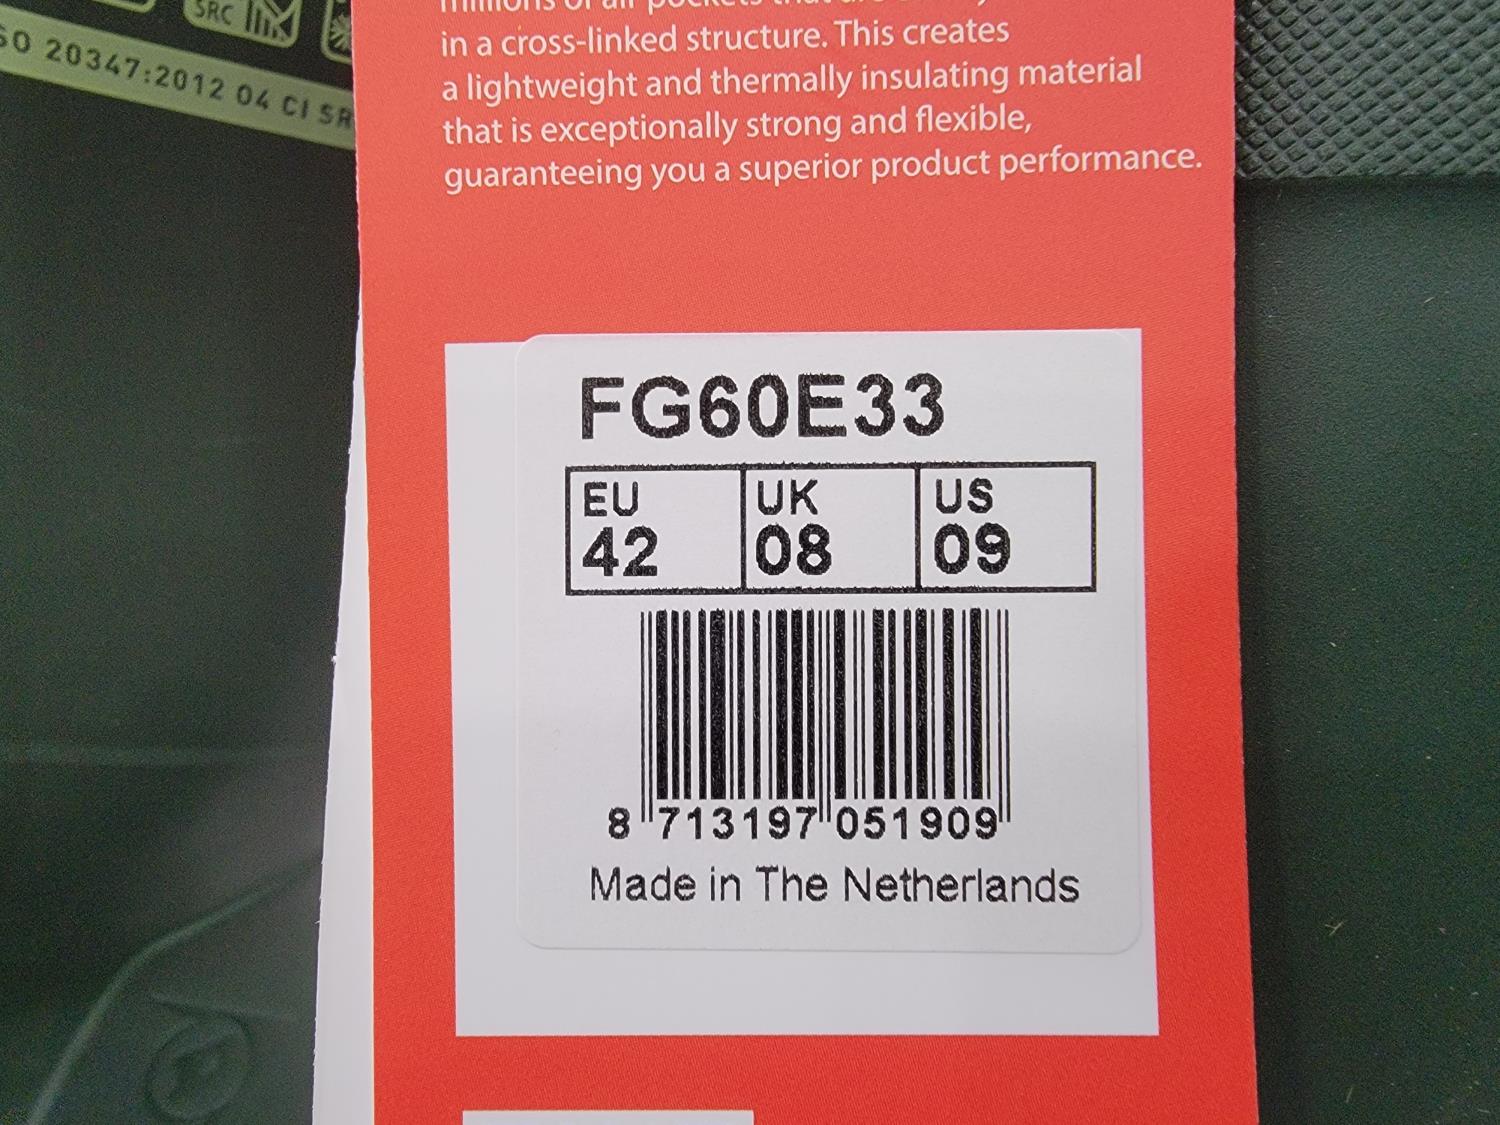 SRC
20347:2012 04 CI SR
in a cross-linked structure. This creates
a lightweight and thermally insulating material
that is exceptionally strong and flexible,
guaranteeing you a superior product performance.
FG60E33
EU UK US
42 08 09
8 713197 051909
Made in The Netherlands